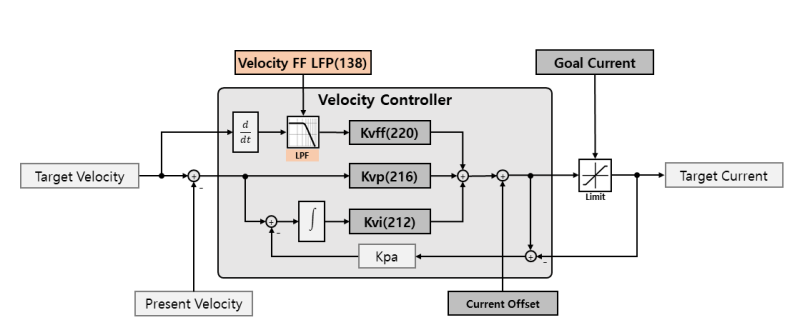 Velocity FF LFP(138)
Goal Current
Velocity Controller
d
dt
LPF
Kvff(220)
Target Velocity
+
-
Kvp(216)
+
+
Limit
Target Current
+
-
∫
Kvi(212)
Kpa
+
-
Present Velocity
Current Offset